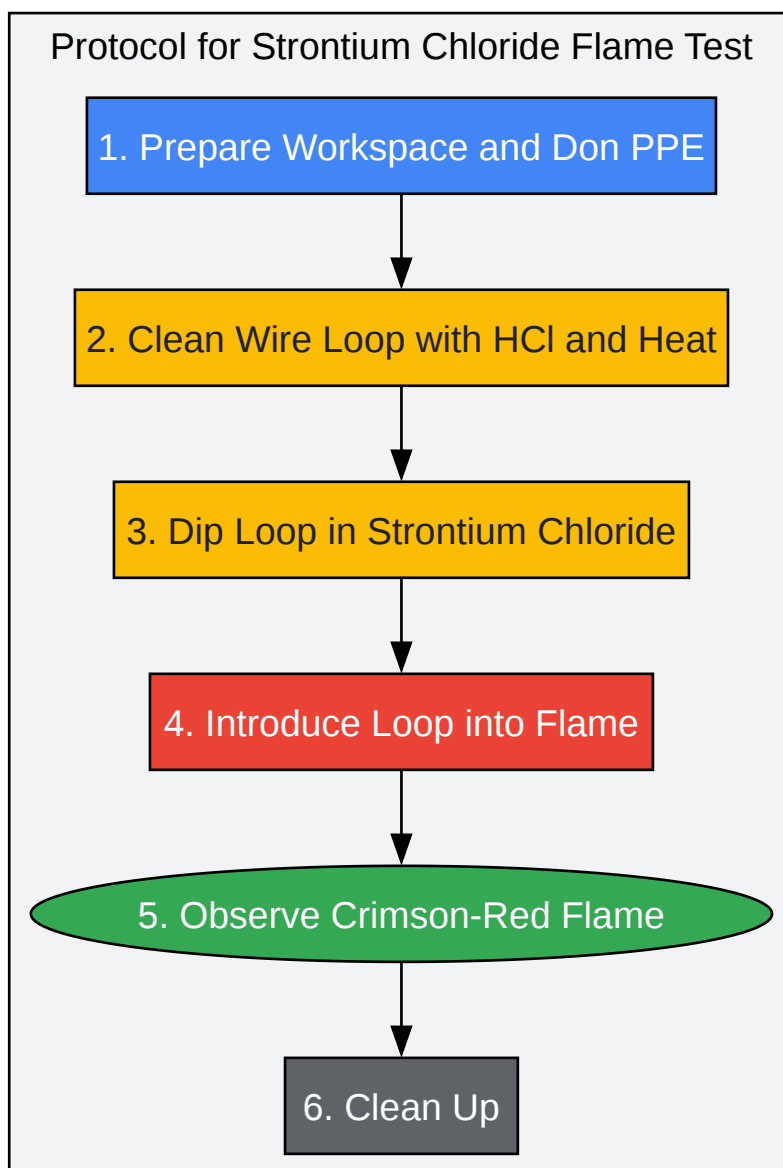 Protocol for Strontium Chloride Flame Test
1. Prepare Workspace and Don PPE
2. Clean Wire Loop with HCl and Heat
3. Dip Loop in Strontium Chloride
4. Introduce Loop into Flame
5. Observe Crimson-Red Flame
6. Clean Up